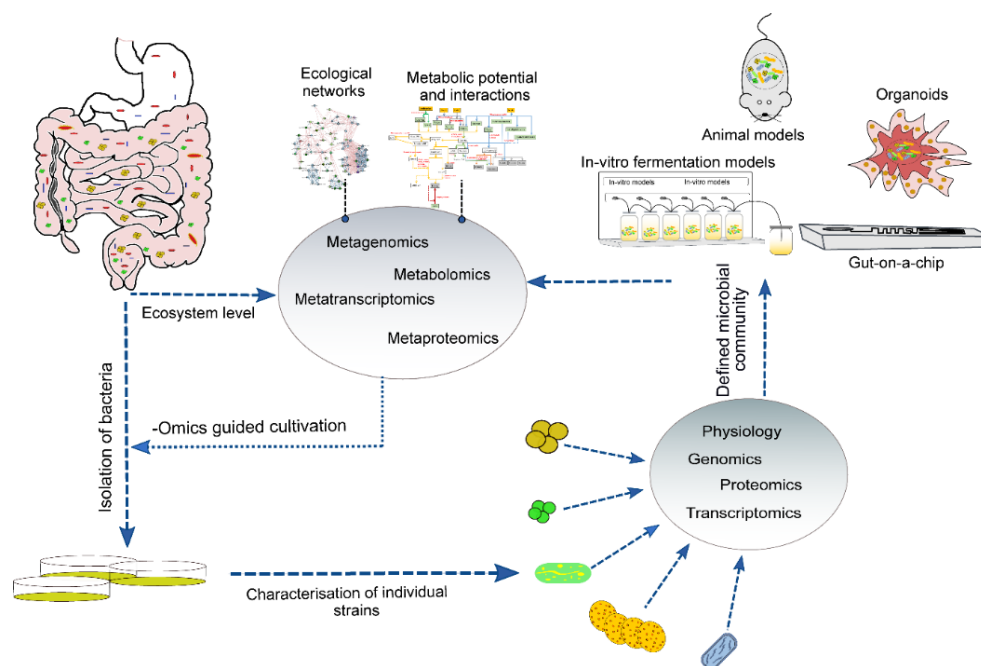 Ecological
networks
Metabolic potential
and interactions
Animal models
Organoids
In-vitro fermentation models
In-vitro models
In-vitro models
Gut-on-a-chip
Metagenomics
Metabolomics
Metatranscriptomics
Metaproteomics
Ecosystem level
Isolation of bacteria
-Omics guided cultivation
Defined microbial
community
Physiology
Genomics
Proteomics
Transcriptomics
Characterisation of individual
strains